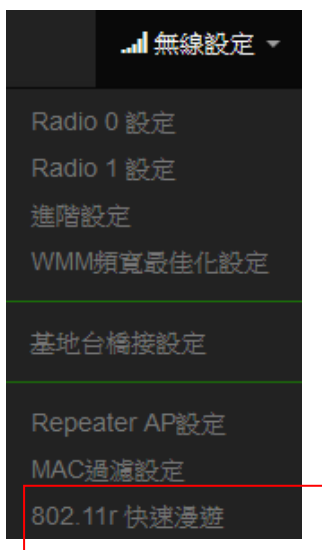 無線設定
Radio 0 設定
Radio 1 設定
進階設定
WMM頻寬最佳化設定
基地台橋接設定
Repeater AP設定
MAC過濾設定
802.11r 快速漫遊